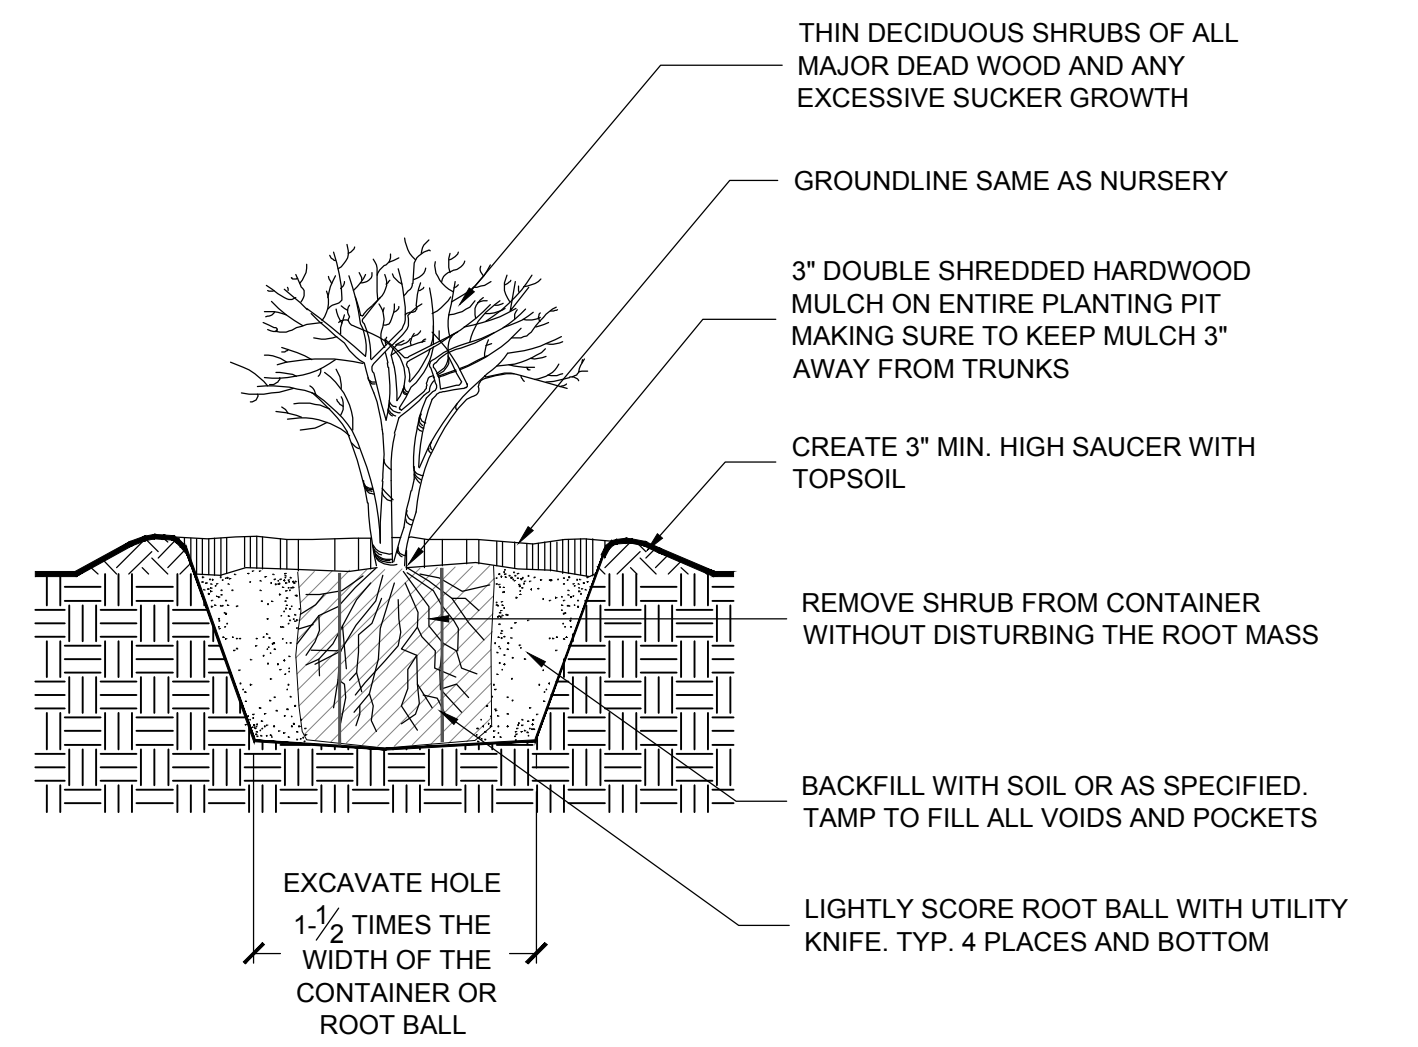 THIN DECIDUOUS SHRUBS OF ALL
MAJOR DEAD WOOD AND ANY
EXCESSIVE SUCKER GROWTH
GROUNDLINE SAME AS NURSERY
3" DOUBLE SHREDDED HARDWOOD
MULCH ON ENTIRE PLANTING PIT
MAKING SURE TO KEEP MULCH 3"
AWAY FROM TRUNKS
CREATE 3" MIN. HIGH SAUCER WITH
TOPSOIL
REMOVE SHRUB FROM CONTAINER
WITHOUT DISTURBING THE ROOT MASS
BACKFILL WITH SOIL OR AS SPECIFIED.
TAMP TO FILL ALL VOIDS AND POCKETS
LIGHTLY SCORE ROOT BALL WITH UTILITY
KNIFE. TYP. 4 PLACES AND BOTTOM
EXCAVATE HOLE
1-1/2 TIMES THE
WIDTH OF THE
CONTAINER OR
ROOT BALL